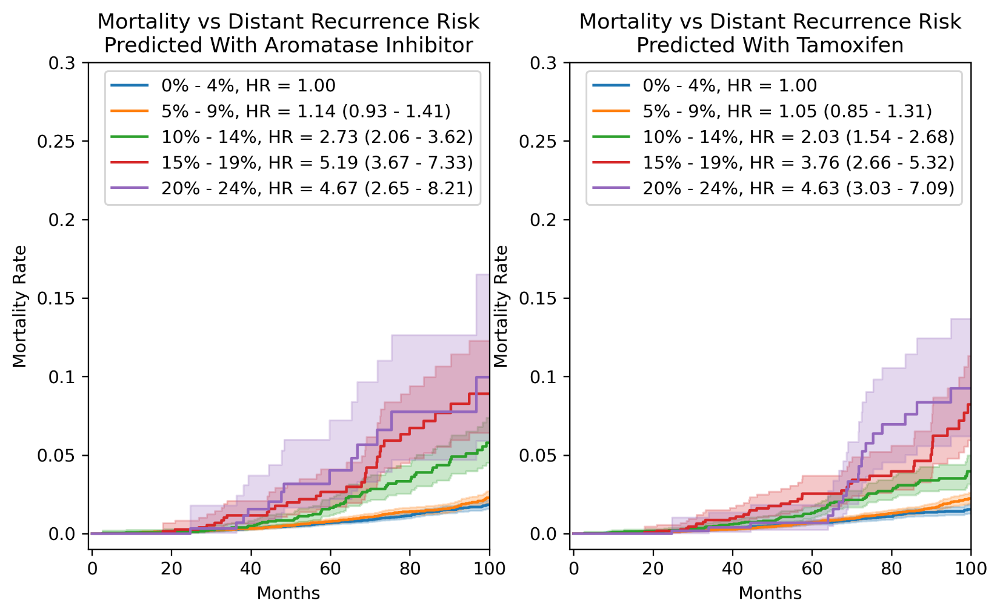 Mortality vs Distant Recurrence Risk
Predicted With Aromatase Inhibitor
0.3
0.25
0.2
0.15
0.1
0.05
0.0
Mortality Rate
0% - 4%, HR = 1.00
5% - 9%, HR = 1.14 (0.93 - 1.41)
10% - 14%, HR = 2.73 (2.06 - 3.62)
15% - 19%, HR = 5.19 (3.67 - 7.33)
20% - 24%, HR = 4.67 (2.65 - 8.21)
0 20 40 60 80 100
Months
Mortality vs Distant Recurrence Risk
Predicted With Tamoxifen
0.3
0.25
0.2
0.15
0.1
0.05
0.0
Mortality Rate
0% - 4%, HR = 1.00
5% - 9%, HR = 1.05 (0.85 - 1.31)
10% - 14%, HR = 2.03 (1.54 - 2.68)
15% - 19%, HR = 3.76 (2.66 - 5.32)
20% - 24%, HR = 4.63 (3.03 - 7.09)
0 20 40 60 80 100
Months